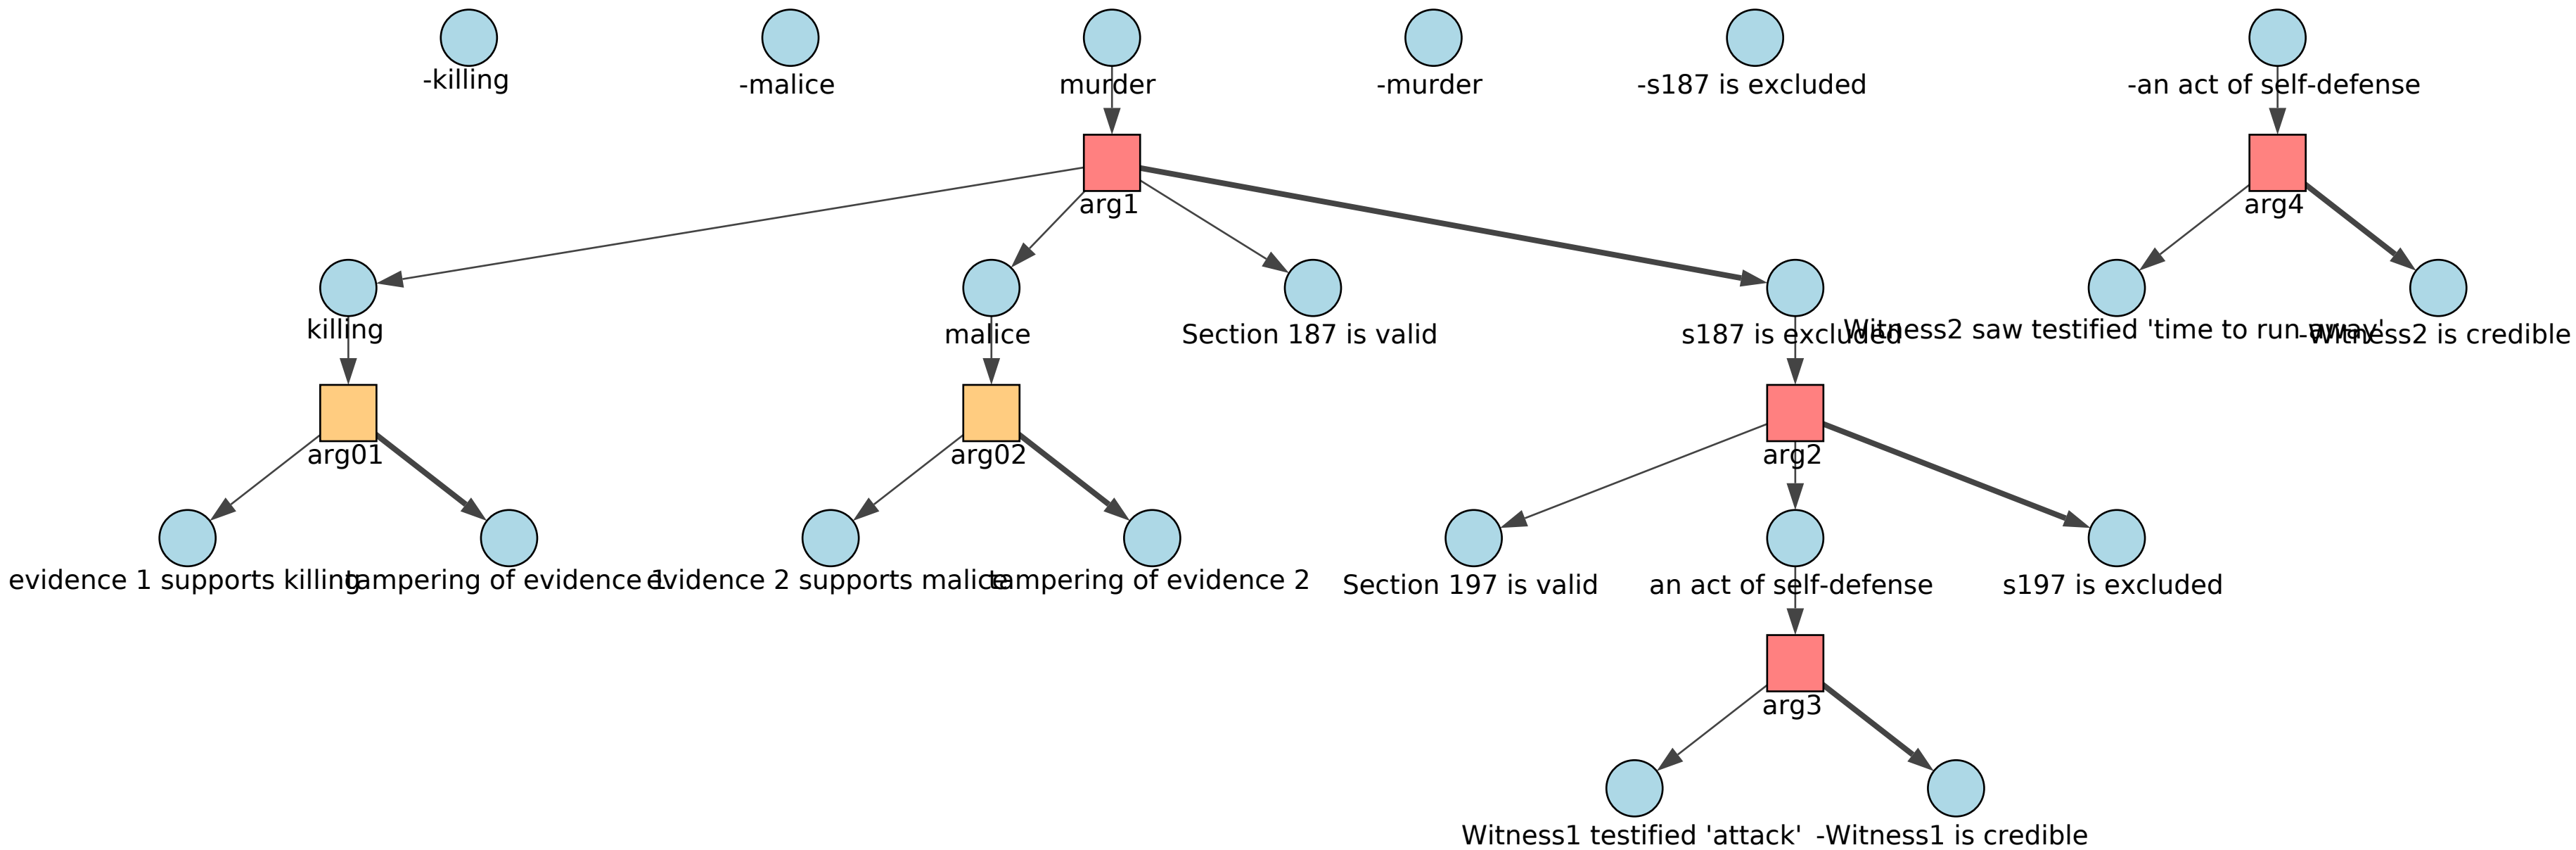 -killing
-malice
murder
-murder
-s187 is excluded
-an act of self-defense
arg1
arg4
killing
malice
Section 187 is valid
s187 is excluded
Witness2 saw testified 'time to run away'
-Witness2 is credible
arg01
arg02
arg2
evidence 1 supports killing
tampering of evidence 1
evidence 2 supports malice
tampering of evidence 2
Section 197 is valid
an act of self-defense
s197 is excluded
arg3
Witness1 testified 'attack'
-Witness1 is credible